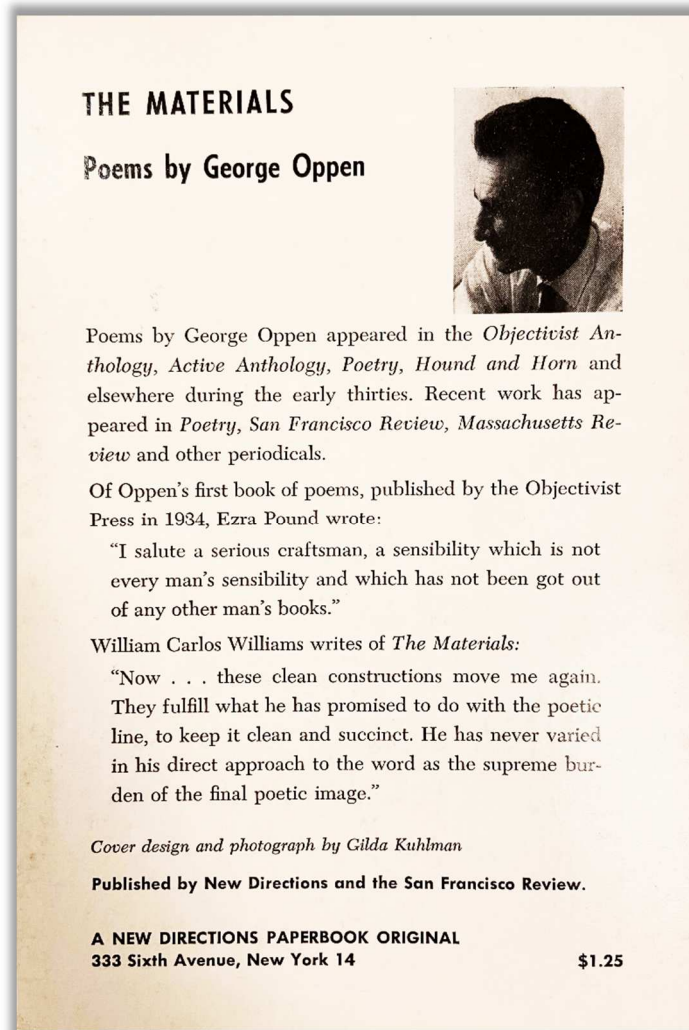 THE MATERIALS
Poems by George Oppen
Poems by George Oppen appeared in the Objectivist An-
thology, Active Anthology, Poetry, Hound and Horn and
elsewhere during the early thirties. Recent work has ap-
peared in Poetry, San Francisco Review, Massachusetts Re-
view and other periodicals.
Of Oppen's first book of poems, published by the Objectivist
Press in 1934, Ezra Pound wrote:
“I salute a serious craftsman, a sensibility which is not
every man's sensibility and which has not been got out
of any other man's books.”
William Carlos Williams writes of The Materials:
“Now . . . these clean constructions move me again.
They fulfill what he has promised to do with the poetic
line, to keep it clean and succinct. He has never varied
in his direct approach to the word as the supreme bur-
den of the final poetic image.”
Cover design and photograph by Gilda Kuhlman
Published by New Directions and the San Francisco Review.
A NEW DIRECTIONS PAPERBOOK ORIGINAL
333 Sixth Avenue, New York 14 $1.25